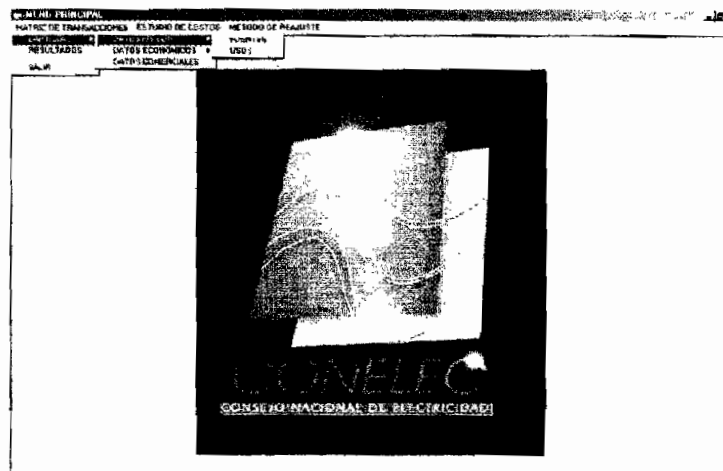 MENU PRINCIPAL
MATRIZ DE TRANSACCIONES ESTUDIO DE COSTOS METODO DE REAJUSTE
RESULTADOS DATOS ECONOMICOS
SALIR DATOS COMERCIALES
CONELEC
CONSEJO NACIONAL DE ELECTRICIDAD